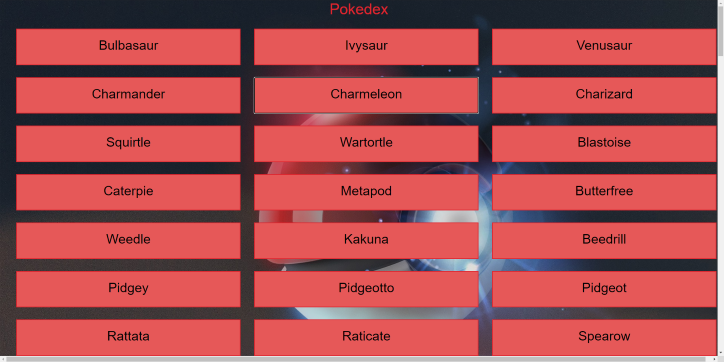 Pokedex
Bulbasaur
Ivysaur
Venusaur
Charmander
Charmeleon
Charizard
Squirtle
Wartortle
Blastoise
Caterpie
Metapod
Butterfree
Weedle
Kakuna
Beedrill
Pidgey
Pidgeotto
Pidgeot
Rattata
Raticate
Spearow